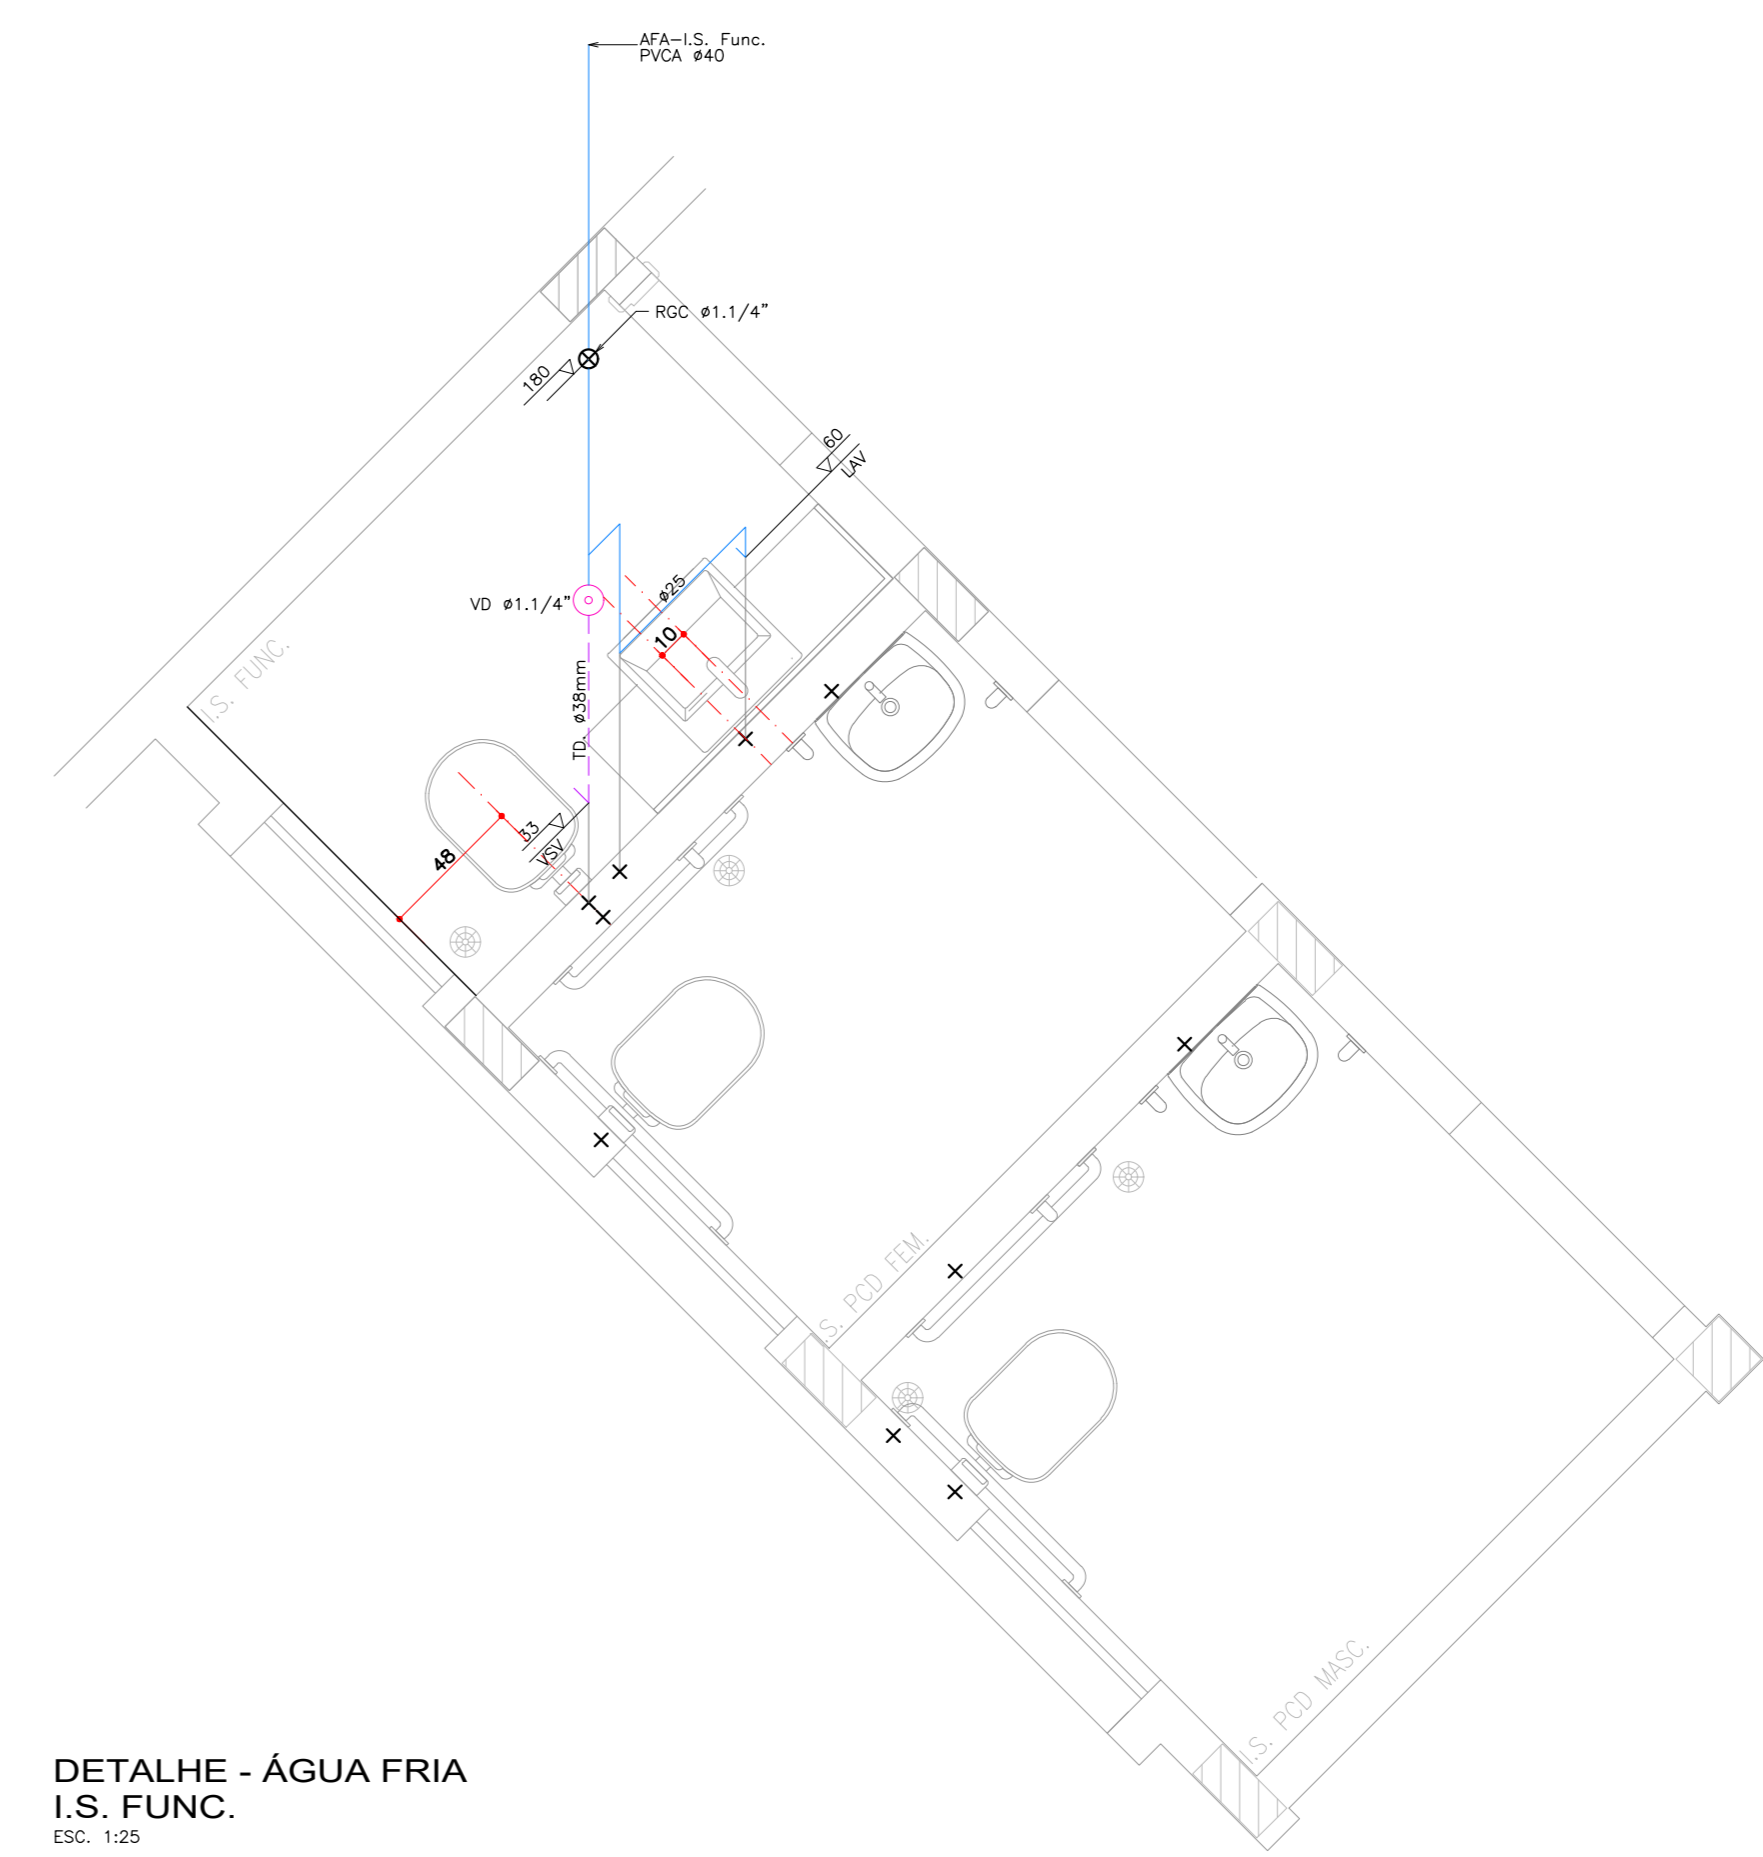 AFA-I.S. Func.
PVCA ø40
RGC ø1.1/4”
180
60
LAV
ø25
VD ø1.1/4”
10
I.S. FUNC.
TD. ø38mm
33
VSV
48
I.S. PCD FEM.
I.S. PCD MASC.
DETALHE - ÁGUA FRIA
I.S. FUNC.
ESC. 1:25